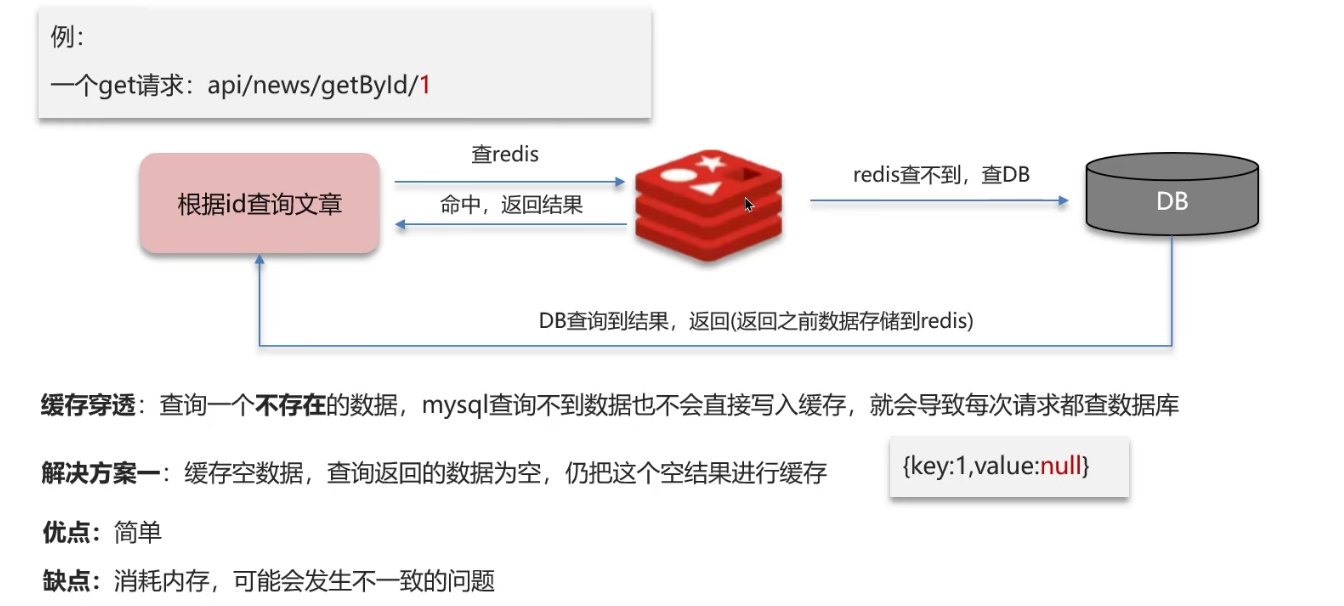 例：
一个get请求：api/news/getById/1
查redis
根据id查询文章
命中，返回结果
redis查不到，查DB
DB
DB查询到结果，返回(返回之前数据存储到redis)
缓存穿透：查询一个不存在的数据，mysql查询不到数据也不会直接写入缓存，就会导致每次请求都查数据库
解决方案一：缓存空数据，查询返回的数据为空，仍把这个空结果进行缓存
{key:1,value:null}
优点：简单
缺点：消耗内存，可能会发生不一致的问题